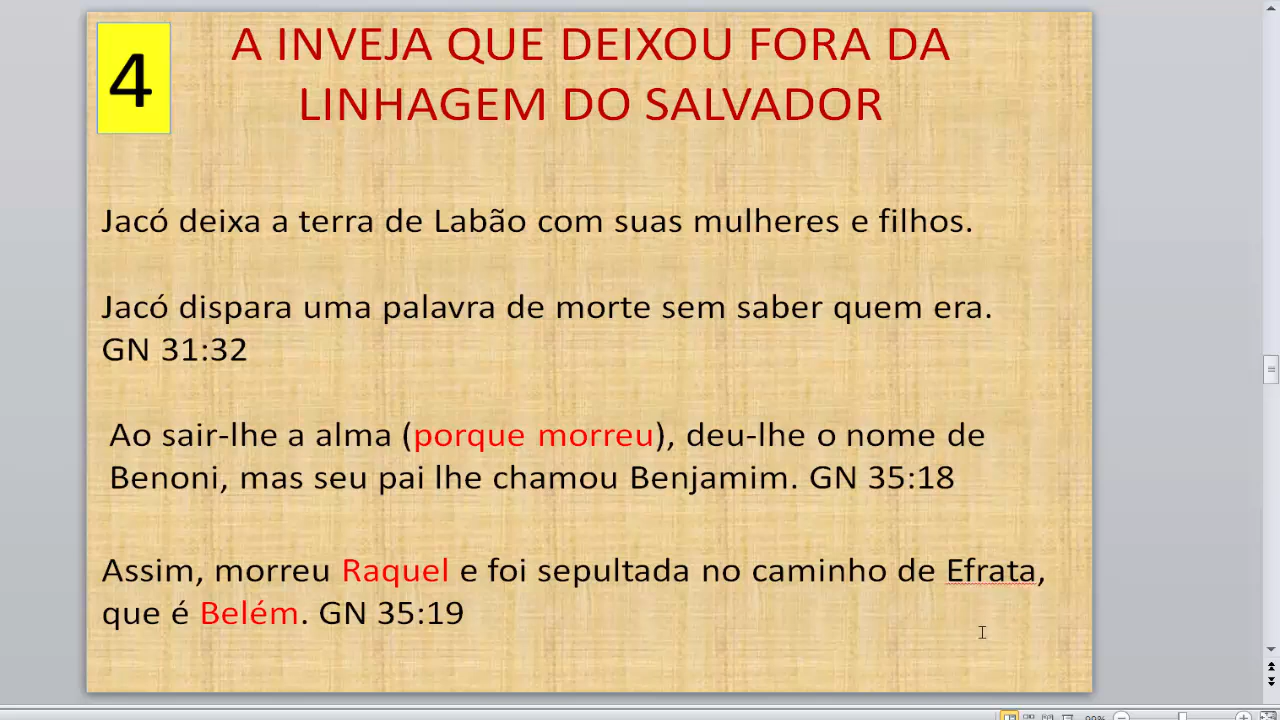 4
A INVEJA QUE DEIXOU FORA DA
LINHAGEM DO SALVADOR
Jacó deixa a terra de Labão com suas mulheres e filhos.
Jacó dispara uma palavra de morte sem saber quem era.
GN 31:32
Ao sair-lhe a alma (porque morreu), deu-lhe o nome de
Benoni, mas seu pai lhe chamou Benjamim. GN 35:18
Assim, morreu Raquel e foi sepultada no caminho de Efrata,
que é Belém. GN 35:19